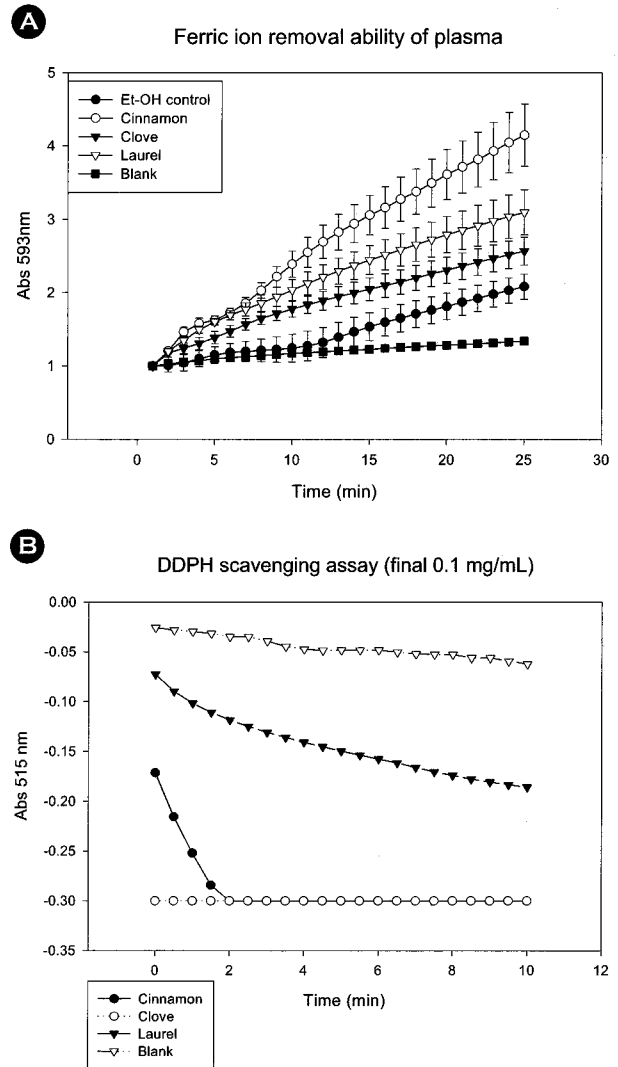 A
Ferric ion removal ability of plasma
5
4
3
2
1
0
Abs 593nm
Et-OH control
Cinnamon
Clove
Laurel
Blank
0 5 10 15 20 25 30
Time (min)
B
DDPH scavenging assay (final 0.1 mg/mL)
0.00
-0.05
-0.10
-0.15
-0.20
-0.25
-0.30
-0.35
Abs 515 nm
0 2 4 6 8 10 12
Time (min)
Cinnamon
Clove
Laurel
Blank